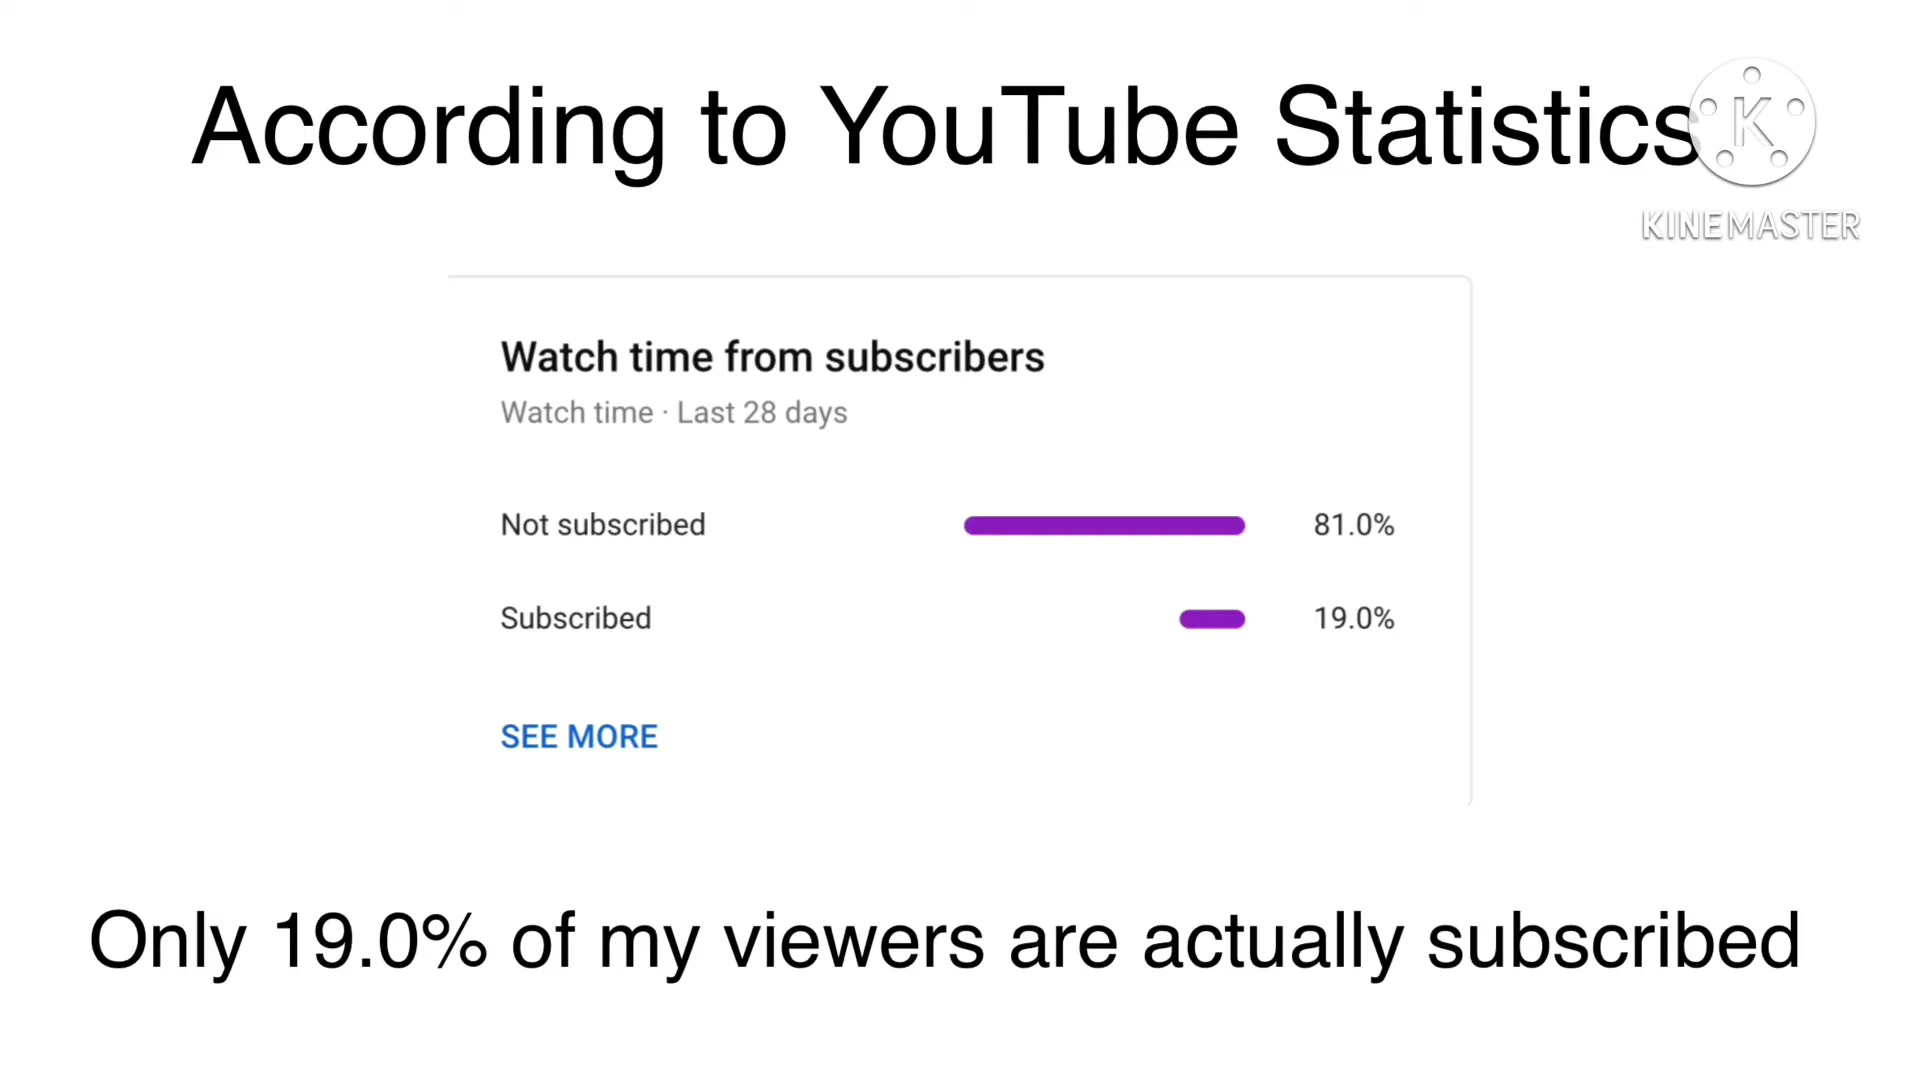 According to YouTube Statistics
K
KINEMASTER
Watch time from subscribers
Watch time · Last 28 days
Not subscribed 81.0%
Subscribed 19.0%
SEE MORE
Only 19.0% of my viewers are actually subscribed